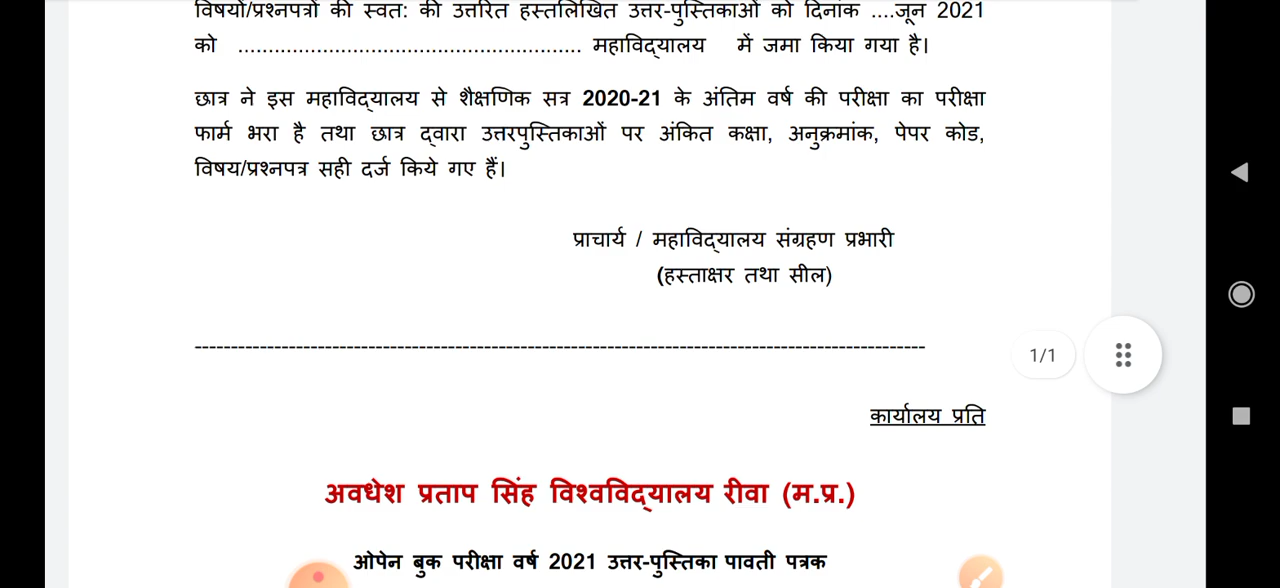 विषयों/प्रश्नपत्रों की स्वत: की उत्तरित हस्तलिखित उत्तर-पुस्तिकाओं को दिनांक ....जून 2021
को .......................................................... महाविद्यालय में जमा किया गया है।
छात्र ने इस महाविद्यालय से शैक्षणिक सत्र 2020-21 के अंतिम वर्ष की परीक्षा का परीक्षा
फार्म भरा है तथा छात्र द्वारा उत्तरपुस्तिकाओं पर अंकित कक्षा, अनुक्रमांक, पेपर कोड,
विषय/प्रश्नपत्र सही दर्ज किये गए हैं।
प्राचार्य / महाविद्यालय संग्रहण प्रभारी
(हस्ताक्षर तथा सील)
-----------------------------------------------------------------------------------------------------
1/1
कार्यालय प्रति
अवधेश प्रताप सिंह विश्वविद्यालय रीवा (म.प्र.)
ओपेन बुक परीक्षा वर्ष 2021 उत्तर-पुस्तिका पावती पत्रक